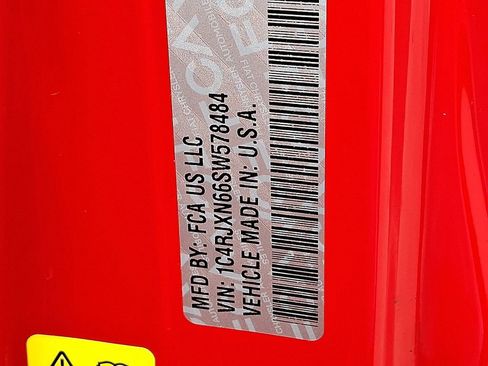 MFD BY: FCA US LLC
VIN: 1C4RJXN66SW578484
VEHICLE MADE IN: U.S.A.